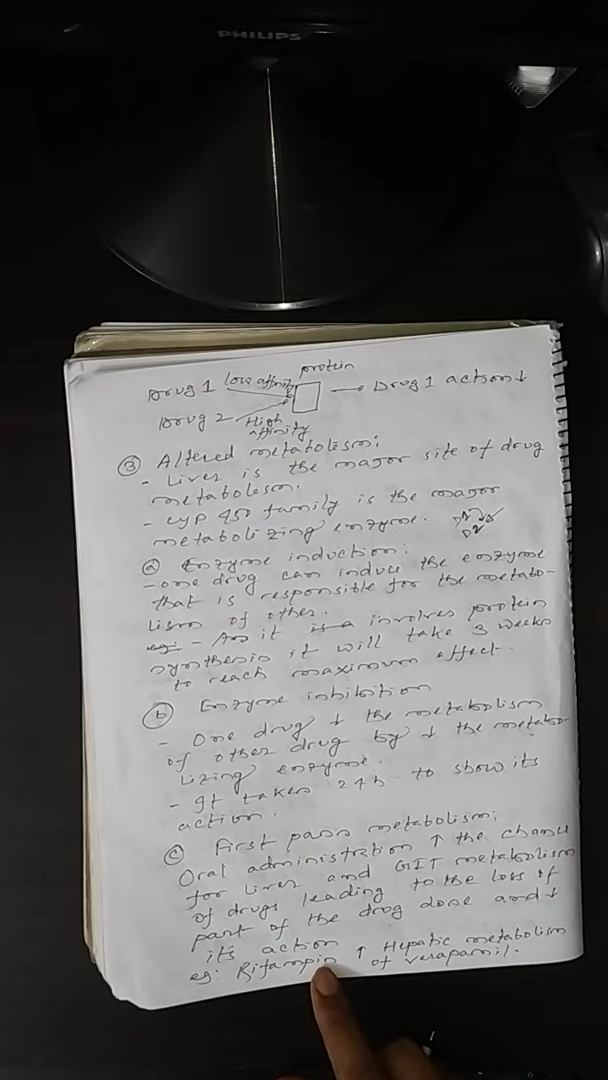 PHILIPS
protein
Drug 1 low affinity → Drug 1 action ↓
Drug 2 High
affinity
③ Altered metabolism:
- Liver is the major site of drug
metabolism.
- CYP 450 family is the major
metabolizing enzyme.
ⓐ Enzyme induction:
- one drug can induce the enzyme
that is responsible for the metabo-
lism of other.
- As it involves protein
synthesis it will take 3 weeks
to reach maximum effect.
ⓑ Enzyme inhibition
- One drug ↓ the metabolism
of other drug by ↓ the metabo-
lizing enzyme.
- It takes 24h to show its
action.
ⓒ First pass metabolism:
Oral administration ↑ the chance
for liver and GIT metabolism
of drugs leading to the loss of
part of the drug dose and ↓
its action
eg: Rifampin ↑ Hepatic metabolism
of verapamil.